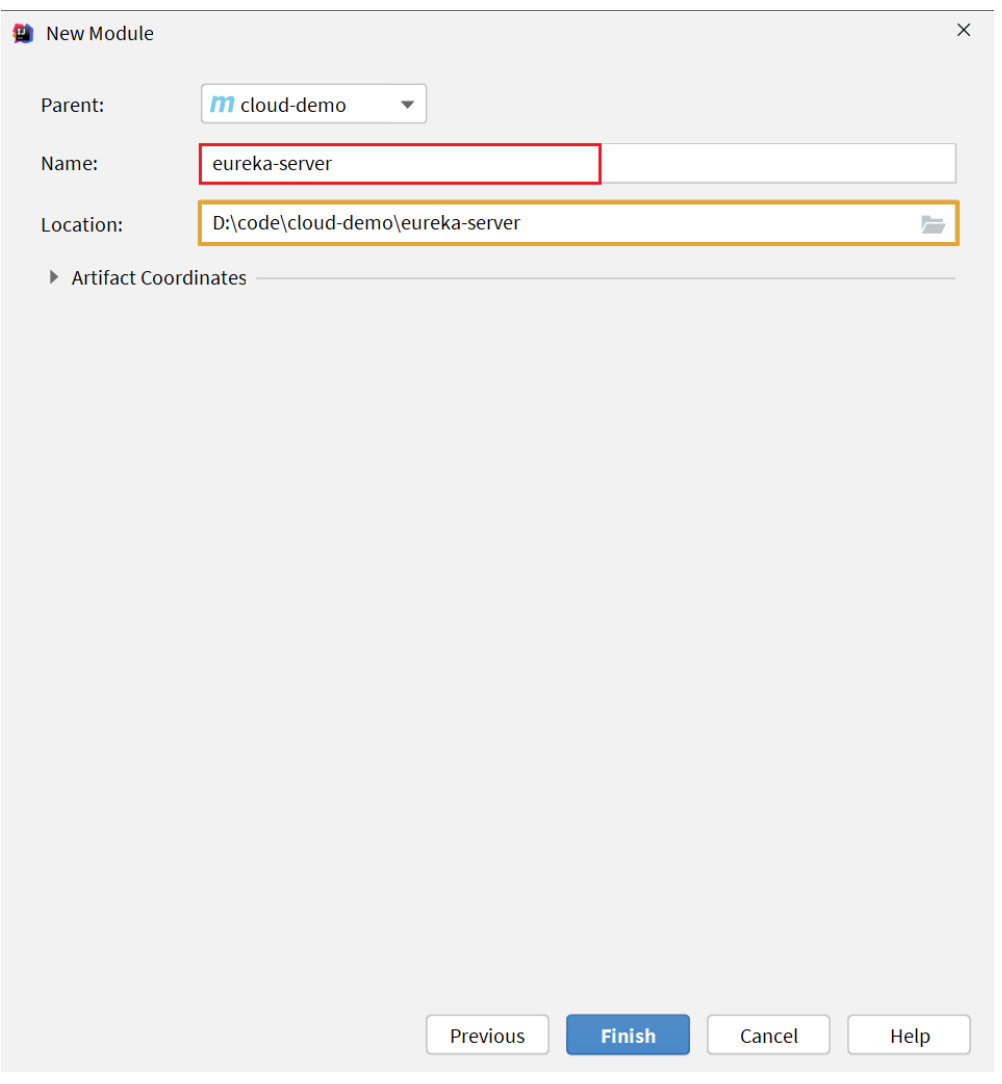 New Module
Parent: m cloud-demo
Name: eureka-server
Location: D:\code\cloud-demo\eureka-server
Artifact Coordinates
Previous Finish Cancel Help